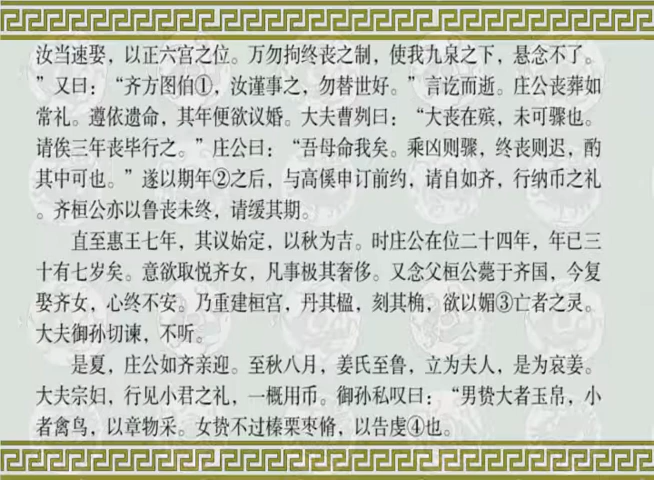 汝当速娶，以正六宫之位。万勿拘终丧之制，使我九泉之下，悬念不了。
”又曰：“齐方图伯①，汝谨事之，勿替世好。”言讫而逝。庄公丧葬如
常礼。遵依遗命，其年便欲议婚。大夫曹刿曰：“大丧在殡，未可骤也。
请俟三年丧毕行之。”庄公曰：“吾母命我矣。乘凶则骤，终丧则迟，酌
其中可也。”遂以期年②之后，与高傒申订前约，请自如齐，行纳币之礼
。齐桓公亦以鲁丧未终，请缓其期。
直至惠王七年，其议始定，以秋为吉。时庄公在位二十四年，年已三
十有七岁矣。意欲取悦齐女，凡事极其奢侈。又念父桓公薨于齐国，今复
娶齐女，心终不安。乃重建桓宫，丹其楹，刻其桷，欲以媚③亡者之灵。
大夫御孙切谏，不听。
是夏，庄公如齐亲迎。至秋八月，姜氏至鲁，立为夫人，是为哀姜。
大夫宗妇，行见小君之礼，一概用币。御孙私叹曰：“男贽大者玉帛，小
者禽鸟，以章物采。女贽不过榛栗枣脩，以告虔④也。